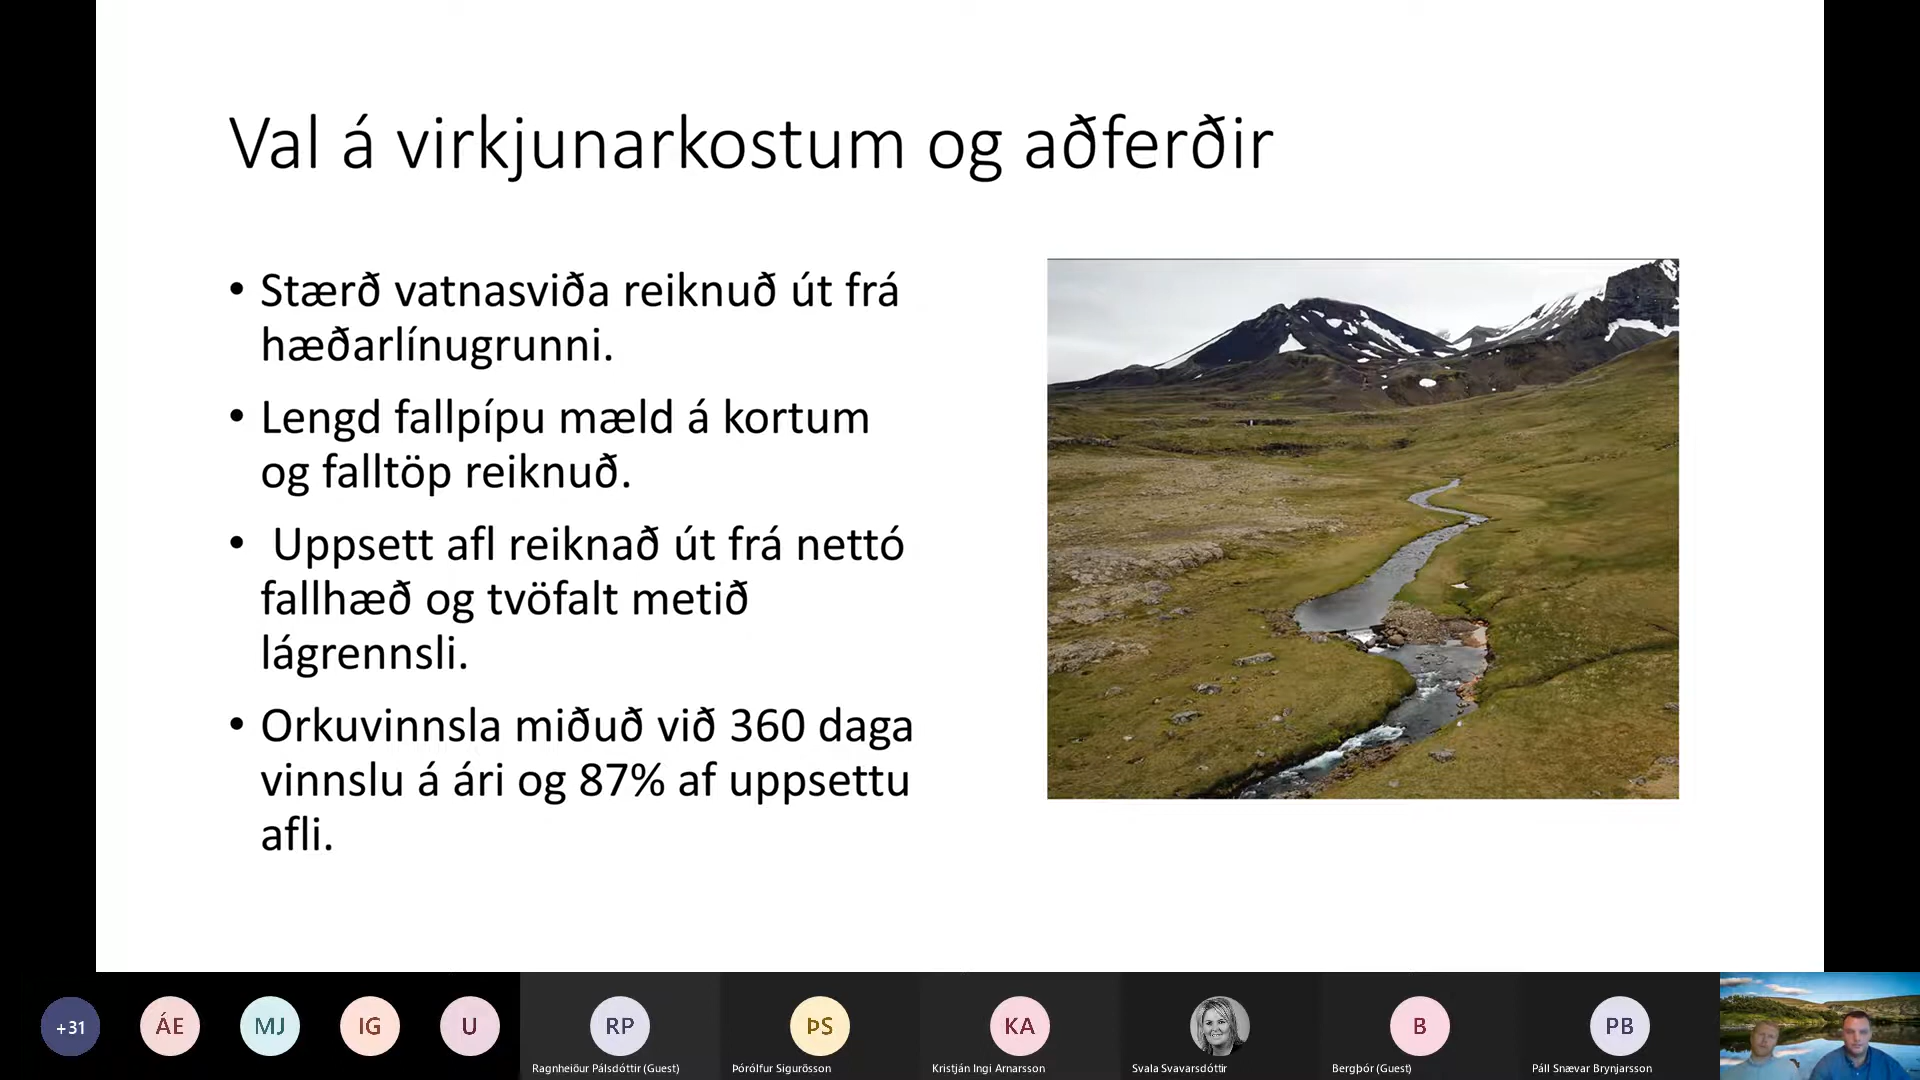 Val á virkjunarkostum og aðferðir
• Stærð vatnasviða reiknuð út frá
hæðarlínugrunni.
• Lengd fallpípu mæld á kortum
og falltöp reiknuð.
• Uppsett afl reiknað út frá nettó
fallhæð og tvöfalt metið
lágrennsli.
• Orkuvinnsla miðuð við 360 daga
vinnslu á ári og 87% af uppsettu
afli.
+31
ÁE
MJ
IG
U
RP
ÞS
KA
B
PB
Ragnheiður Pálsdóttir (Guest)
Þórólfur Sigurðsson
Kristján Ingi Arnarsson
Svala Svavarsdóttir
Bergþór (Guest)
Páll Snævar Brynjarsson